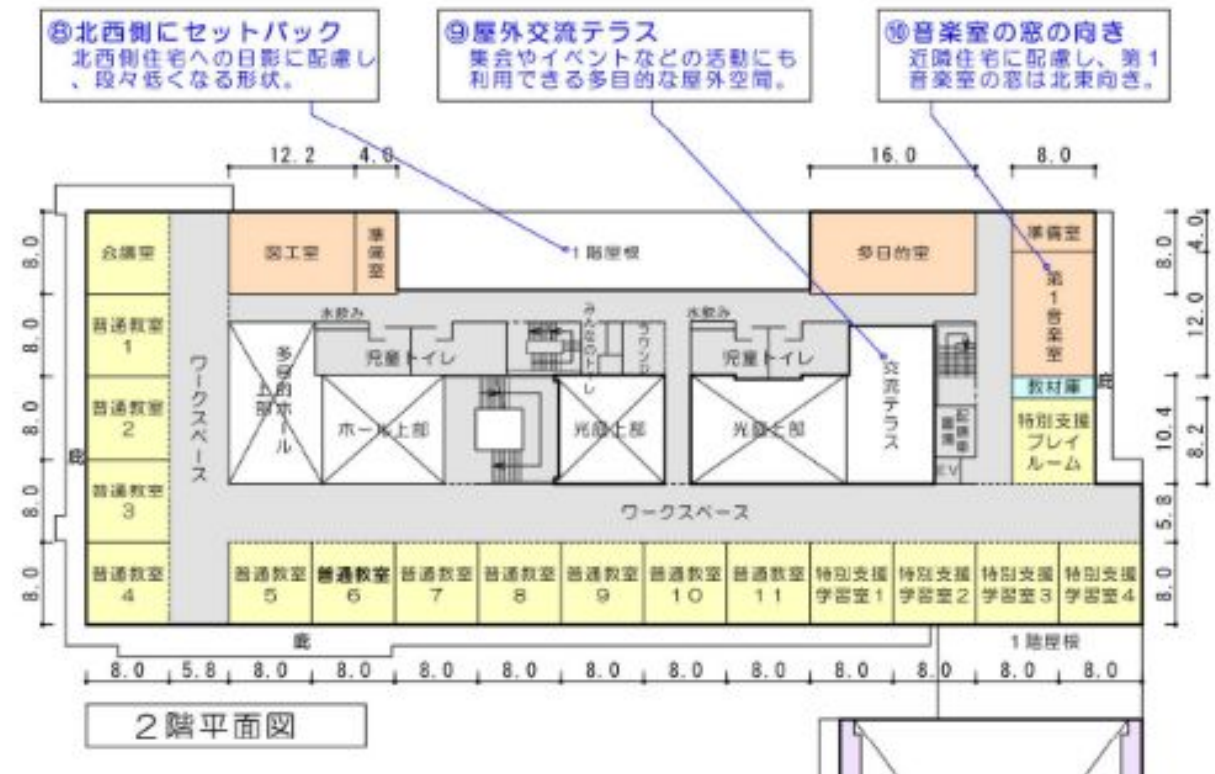 ⑧北西側にセットバック
北西側住宅への日影に配慮し
、段々低くなる形状。
⑨屋外交流テラス
集会やイベントなどの活動にも
利用できる多目的な屋外空間。
⑩音楽室の窓の向き
近隣住宅に配慮し、第1
音楽室の窓は北東向き。
12.2
4.0
16.0
8.0
会議室
図工室
準備室
1階屋根
多目的室
準備室
第1音楽室
8.0
8.0
4.0
12.0
普通教室
1
水飲み
児童トイレ
みんなのトイレ
水飲み
児童トイレ
8.0
教材庫
庇
ワークスペース
多目的ホール
上部
ホール上部
光庭上部
光庭上部
交流テラス
EV
特別支援
プレイ
ルーム
10.4
8.2
普通教室
2
8.0
庇
普通教室
3
8.0
ワークスペース
5.8
普通教室
4
普通教室
5
普通教室
6
普通教室
7
普通教室
8
普通教室
9
普通教室
10
普通教室
11
特別支援
学習室1
特別支援
学習室2
特別支援
学習室3
特別支援
学習室4
8.0
8.0
庇
1階屋根
8.0
5.8
8.0
8.0
8.0
8.0
8.0
8.0
8.0
8.0
8.0
8.0
8.0
2階平面図